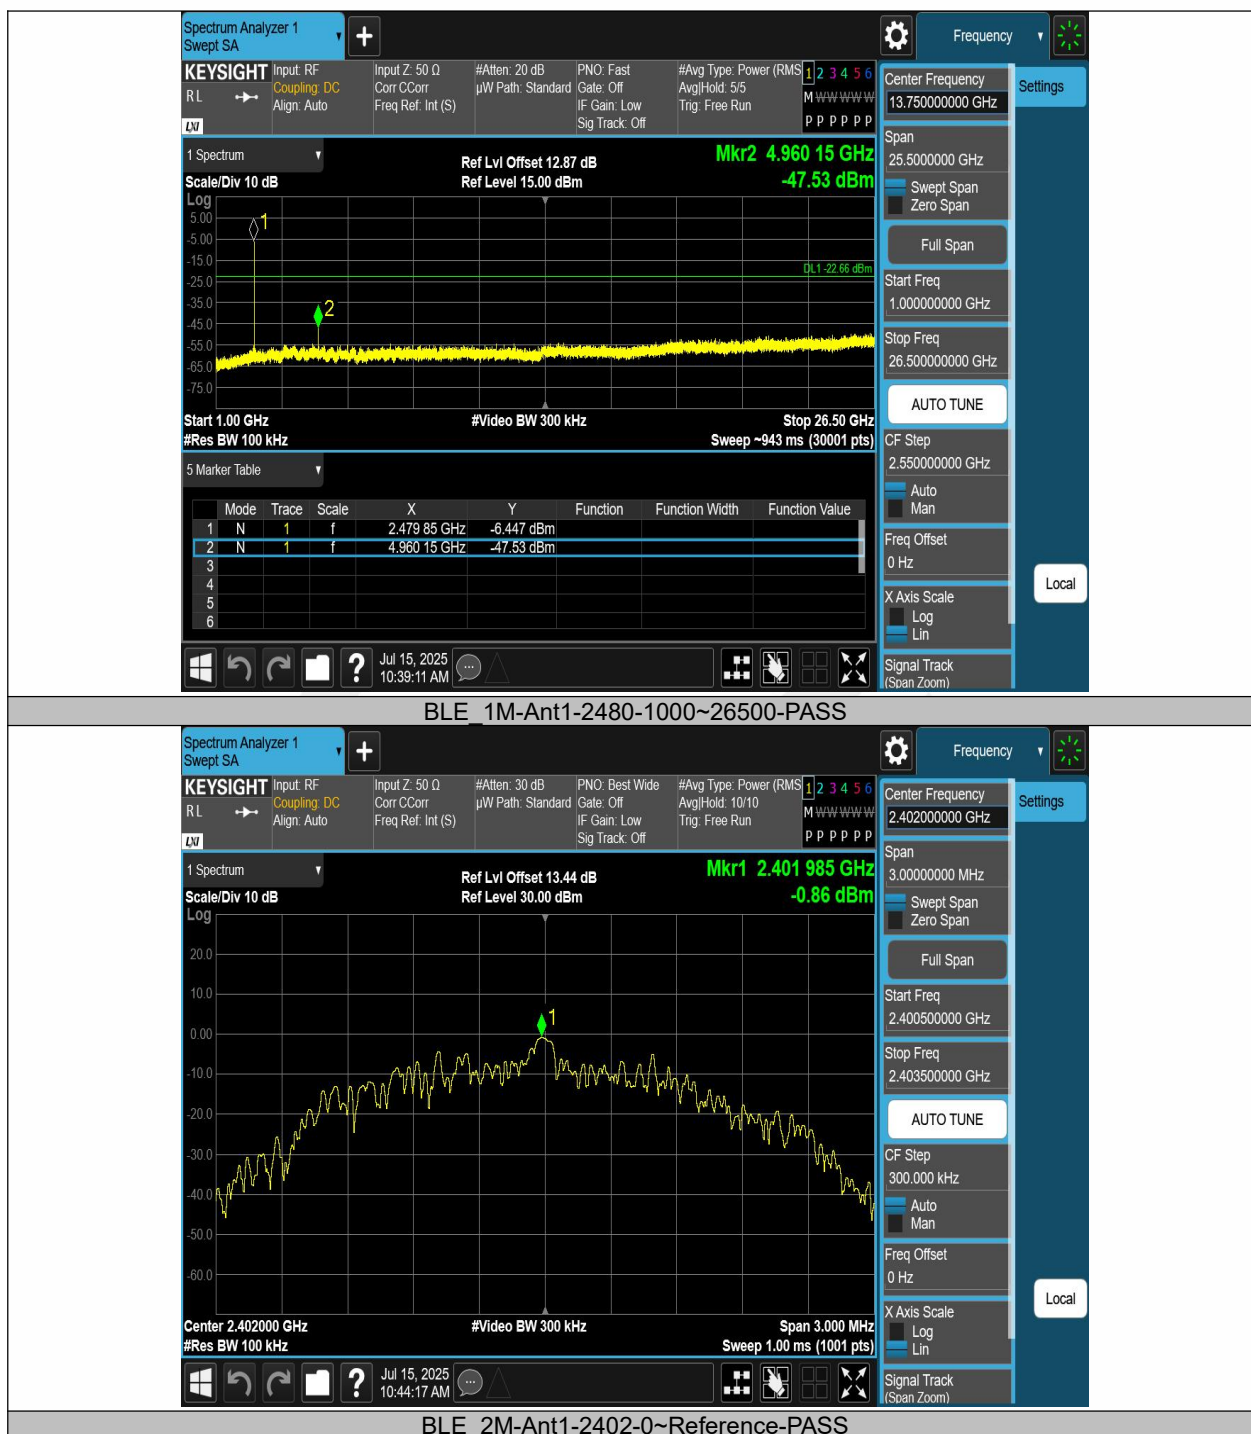 Spectrum Analyzer 1
Swept SA
Frequency
KEYSIGHT
RL
LXI
Input: RF
Coupling: DC
Align: Auto
Input Z: 50 Ω
Corr CCorr
Freq Ref: Int (S)
#Atten: 20 dB
µW Path: Standard
PNO: Fast
Gate: Off
IF Gain: Low
Sig Track: Off
#Avg Type: Power (RMS
Avg|Hold: 5/5
Trig: Free Run
1 2 3 4 5 6
M W W W W W
P P P P P P
1 Spectrum
Scale/Div 10 dB
Ref Lvl Offset 12.87 dB
Ref Level 15.00 dBm
Mkr2 4.960 15 GHz
-47.53 dBm
Log
5.00
-5.00
-15.0
-25.0
-35.0
-45.0
-55.0
-65.0
-75.0
1
2
DL1 -22.66 dBm
Start 1.00 GHz
#Res BW 100 kHz
#Video BW 300 kHz
Stop 26.50 GHz
Sweep ~943 ms (30001 pts)
5 Marker Table
Mode Trace Scale X Y Function Function Width Function Value
1 N 1 f 2.479 85 GHz -6.447 dBm
2 N 1 f 4.960 15 GHz -47.53 dBm
3
4
5
6
?
Jul 15, 2025
10:39:11 AM
Center Frequency
13.750000000 GHz
Span
25.5000000 GHz
Swept Span
Zero Span
Full Span
Start Freq
1.000000000 GHz
Stop Freq
26.500000000 GHz
AUTO TUNE
CF Step
2.550000000 GHz
Auto
Man
Freq Offset
0 Hz
X Axis Scale
Log
Lin
Signal Track
(Span Zoom)
Settings
Local
BLE_1M-Ant1-2480-1000~26500-PASS
Spectrum Analyzer 1
Swept SA
Frequency
KEYSIGHT
RL
LXI
Input: RF
Coupling: DC
Align: Auto
Input Z: 50 Ω
Corr CCorr
Freq Ref: Int (S)
#Atten: 30 dB
µW Path: Standard
PNO: Best Wide
Gate: Off
IF Gain: Low
Sig Track: Off
#Avg Type: Power (RMS
Avg|Hold: 10/10
Trig: Free Run
1 2 3 4 5 6
M W W W W W
P P P P P P
1 Spectrum
Scale/Div 10 dB
Ref Lvl Offset 13.44 dB
Ref Level 30.00 dBm
Mkr1 2.401 985 GHz
-0.86 dBm
Log
20.0
10.0
0.00
-10.0
-20.0
-30.0
-40.0
-50.0
-60.0
1
Center 2.402000 GHz
#Res BW 100 kHz
#Video BW 300 kHz
Span 3.000 MHz
Sweep 1.00 ms (1001 pts)
?
Jul 15, 2025
10:44:17 AM
Center Frequency
2.402000000 GHz
Span
3.00000000 MHz
Swept Span
Zero Span
Full Span
Start Freq
2.400500000 GHz
Stop Freq
2.403500000 GHz
AUTO TUNE
CF Step
300.000 kHz
Auto
Man
Freq Offset
0 Hz
X Axis Scale
Log
Lin
Signal Track
(Span Zoom)
Settings
Local
BLE_2M-Ant1-2402-0~Reference-PASS